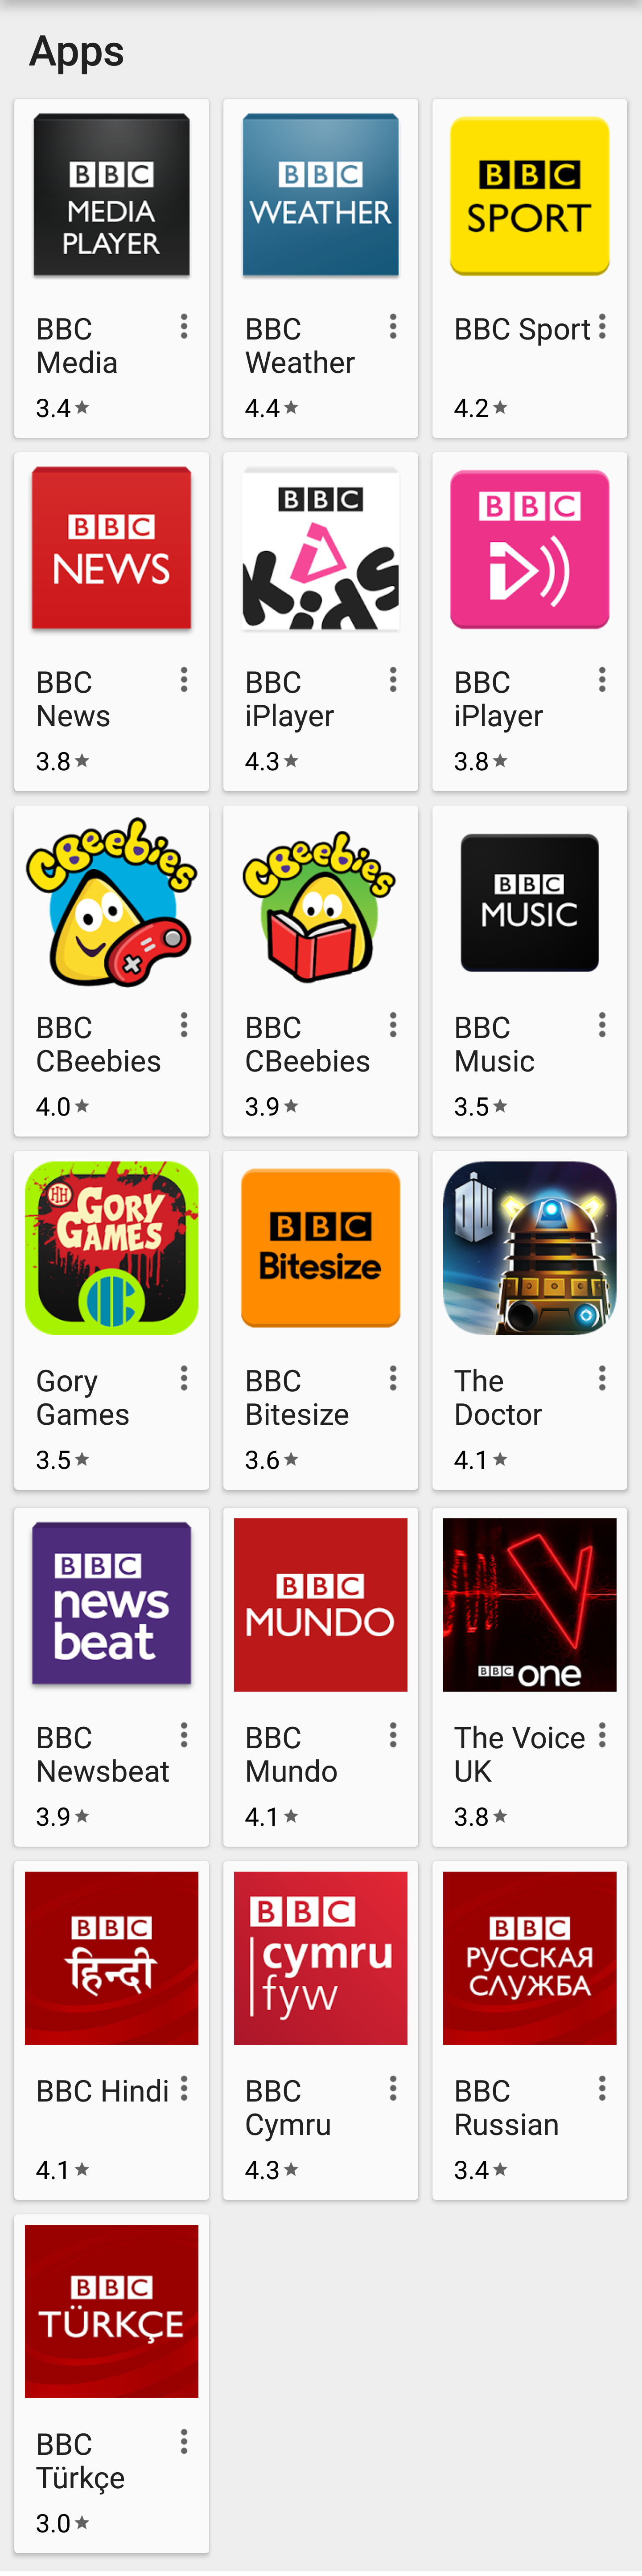 Apps
BBC
MEDIA
PLAYER
BBC
WEATHER
BBC
SPORT
BBC
Media
3.4
BBC
Weather
4.4
BBC Sport
4.2
BBC
NEWS
BBC
Kids
BBC
BBC
News
3.8
BBC
iPlayer
4.3
BBC
iPlayer
3.8
CBeebies
CBeebies
BBC
MUSIC
BBC
CBeebies
4.0
BBC
CBeebies
3.9
BBC
Music
3.5
HH
GORY
GAMES
BBC
Bitesize
DW
Gory
Games
3.5
BBC
Bitesize
3.6
The
Doctor
4.1
BBC
news
beat
BBC
MUNDO
BBC one
BBC
Newsbeat
3.9
BBC
Mundo
4.1
The Voice
UK
3.8
BBC
हिन्दी
BBC
cymru
fyw
BBC
РУССКАЯ
СЛУЖБА
BBC Hindi
4.1
BBC
Cymru
4.3
BBC
Russian
3.4
BBC
TÜRKÇE
BBC
Türkçe
3.0